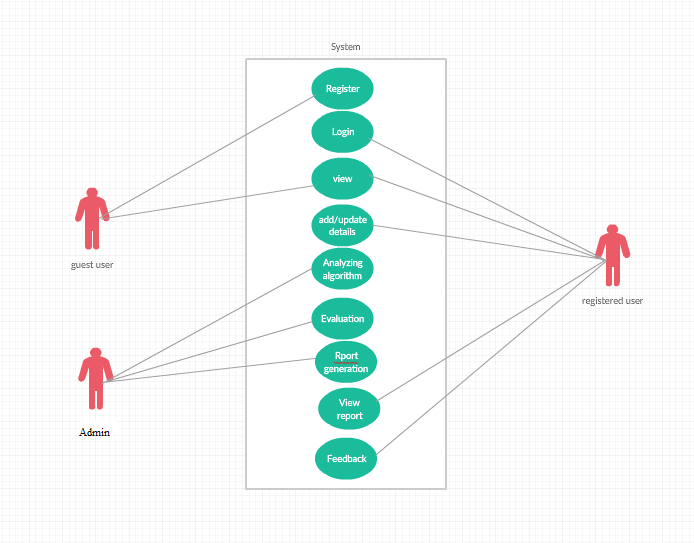 System
Register
Login
view
add/update
details
Analyzing
algorithm
Evaluation
Rport
generation
View
report
Feedback
guest user
Admin
registered user